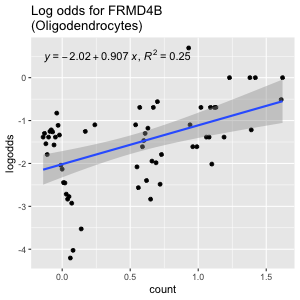 Log odds for FRMD4B
(Oligodendrocytes)
y = −2.02 + 0.907 x, R² = 0.25
0
-1
-2
-3
-4
logodds
0.0 0.5 1.0 1.5
count